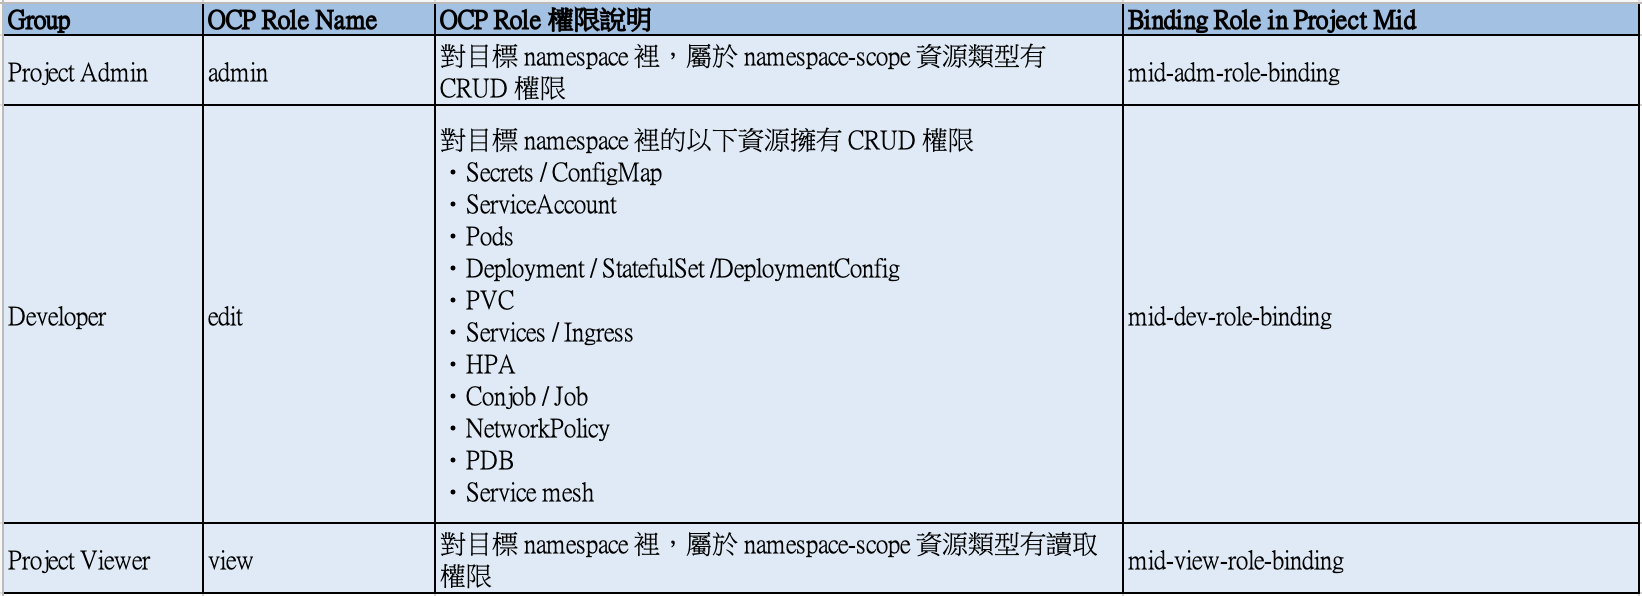 Group OCP Role Name OCP Role 權限說明 Binding Role in Project Mid
Project Admin admin 對目標 namespace 裡，屬於 namespace-scope 資源類型有
CRUD 權限 mid-adm-role-binding
Developer edit 對目標 namespace 裡的以下資源擁有 CRUD 權限
・Secrets / ConfigMap
・ServiceAccount
・Pods
・Deployment / StatefulSet /DeploymentConfig
・PVC
・Services / Ingress
・HPA
・Conjob / Job
・NetworkPolicy
・PDB
・Service mesh
mid-dev-role-binding
Project Viewer view 對目標 namespace 裡，屬於 namespace-scope 資源類型有讀取
權限 mid-view-role-binding